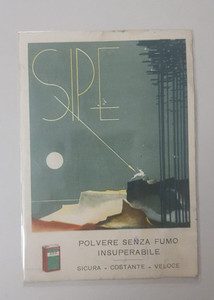 SIPE
POLVERE SENZA FUMO
INSUPERABILE
SICURA - COSTANTE - VELOCE